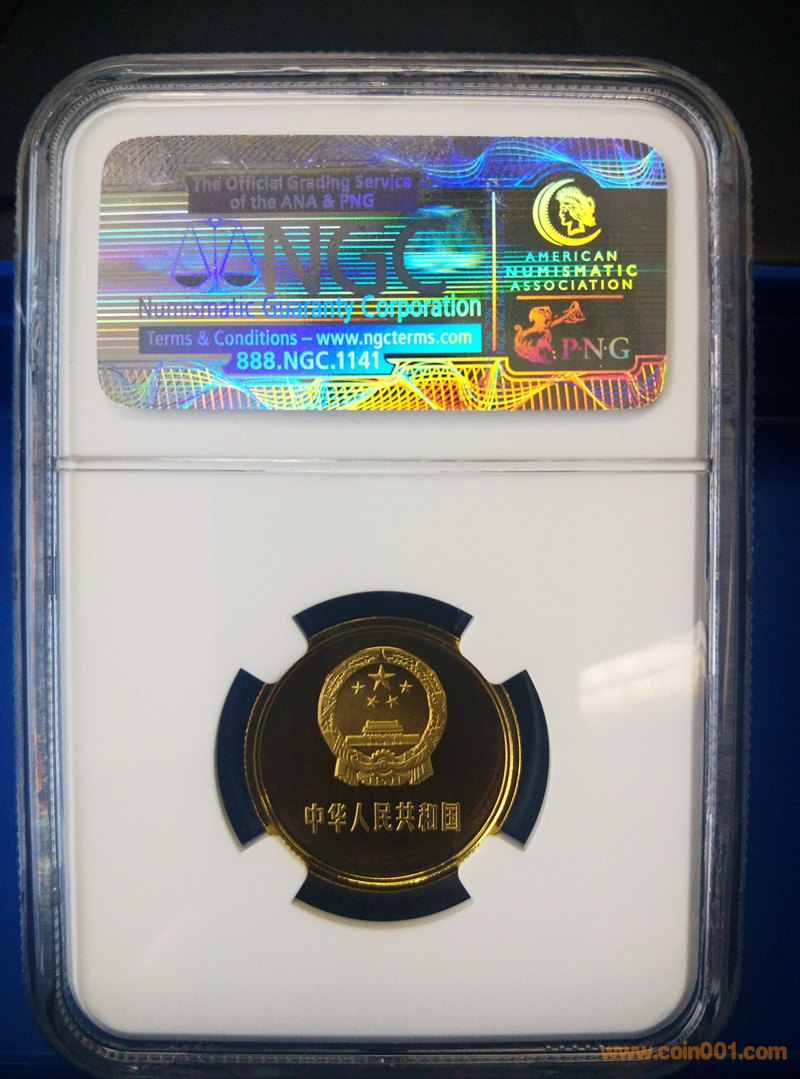 The Official Grading Service
of the ANA & PNG
NGC
Numismatic Guaranty Corporation
Terms & Conditions – www.ngcterms.com
888.NGC.1141
AMERICAN
NUMISMATIC
ASSOCIATION
P·N·G
中华人民共和国
www.coin001.com